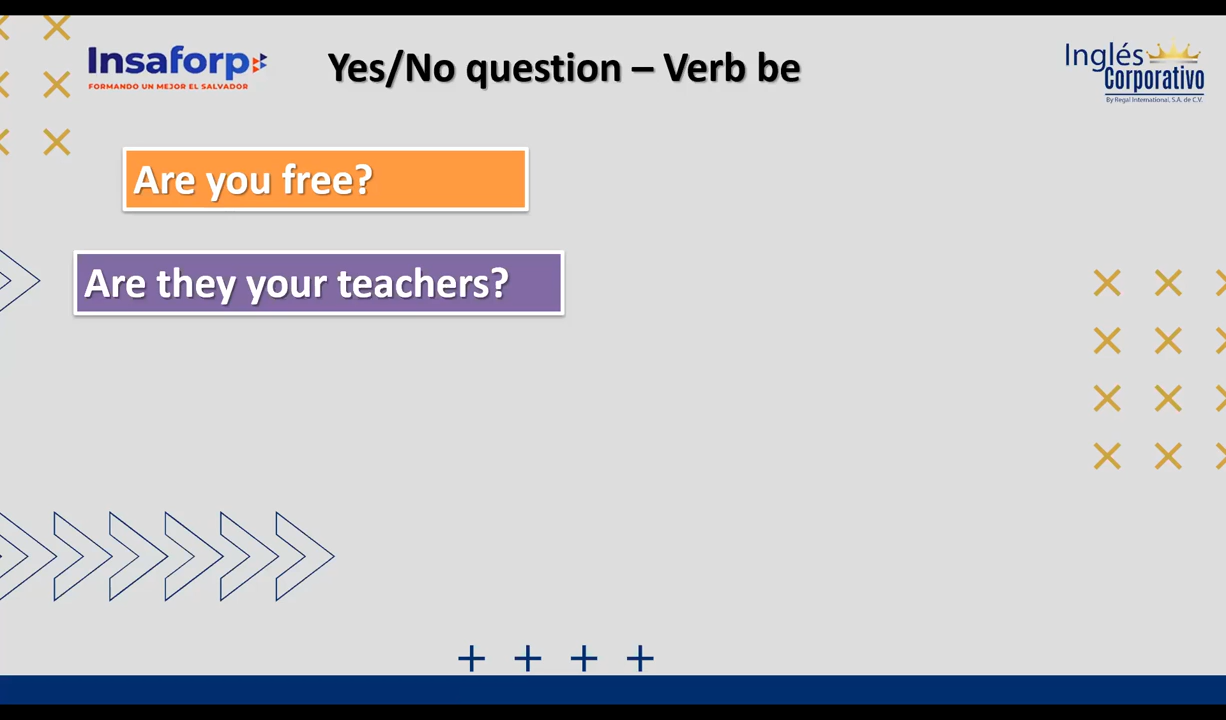 Insaforp
FORMANDO UN MEJOR EL SALVADOR
Yes/No question – Verb be
Inglés
Corporativo
By Regal International, S.A. de C.V.
Are you free?
Are they your teachers?